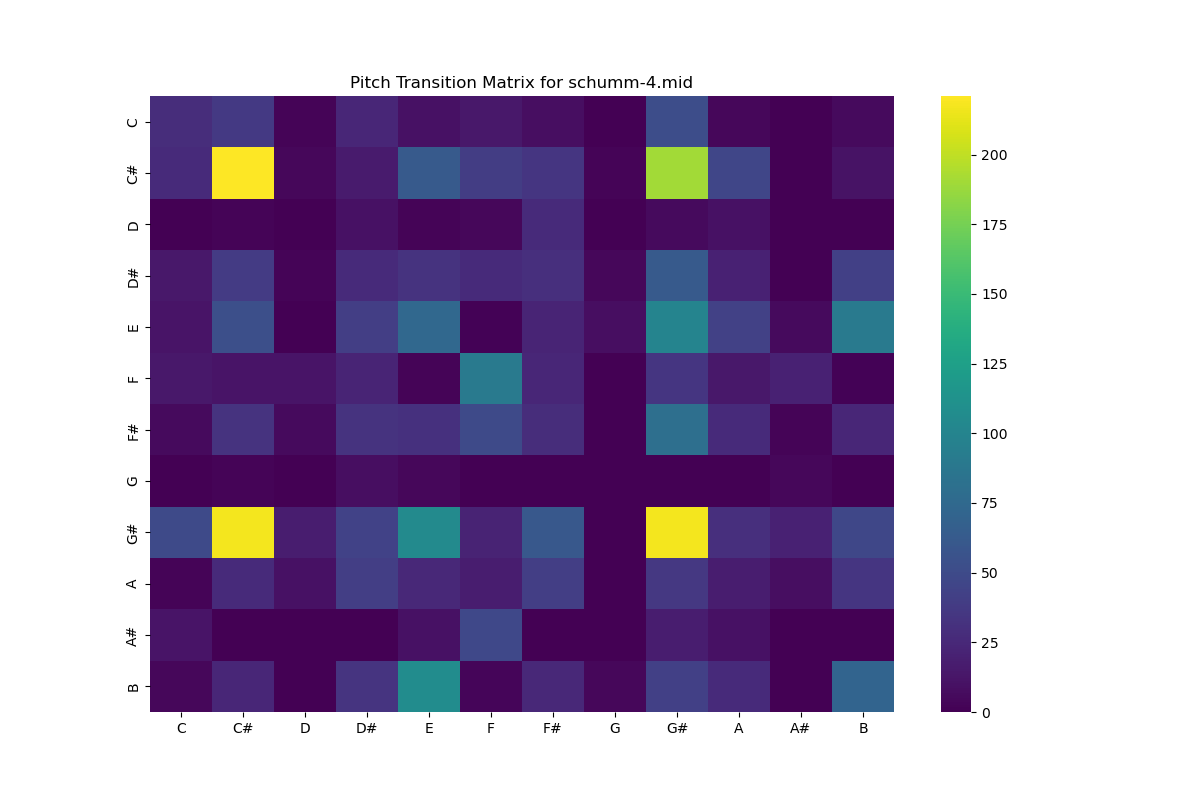 Pitch Transition Matrix for schumm-4.mid
C
C#
D
D#
E
F
F#
G
G#
A
A#
B
C C# D D# E F F# G G# A A# B
200
175
150
125
100
75
50
25
0